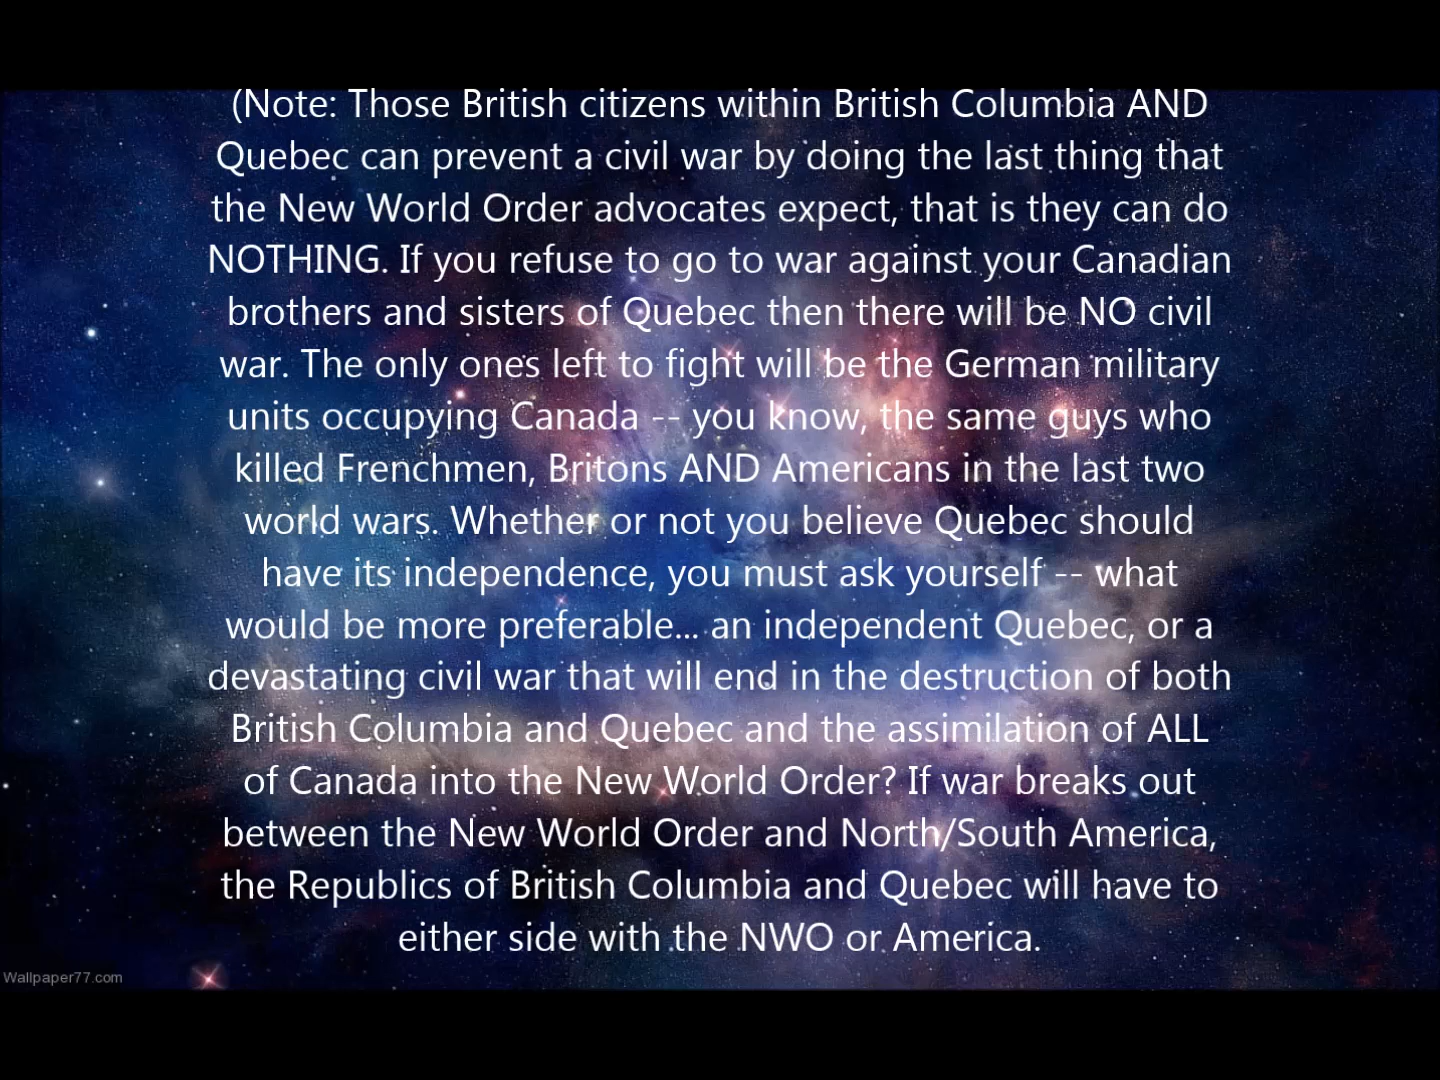 (Note: Those British citizens within British Columbia AND
Quebec can prevent a civil war by doing the last thing that
the New World Order advocates expect, that is they can do
NOTHING. If you refuse to go to war against your Canadian
brothers and sisters of Quebec then there will be NO civil
war. The only ones left to fight will be the German military
units occupying Canada -- you know, the same guys who
killed Frenchmen, Britons AND Americans in the last two
world wars. Whether or not you believe Quebec should
have its independence, you must ask yourself -- what
would be more preferable... an independent Quebec, or a
devastating civil war that will end in the destruction of both
British Columbia and Quebec and the assimilation of ALL
of Canada into the New World Order? If war breaks out
between the New World Order and North/South America,
the Republics of British Columbia and Quebec will have to
either side with the NWO or America.
Wallpaper77.com